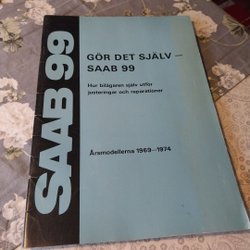 SAAB 99
GÖR DET SJÄLV —
SAAB 99
Hur bilägaren själv utför
justeringar och reparationer
Årsmodellerna 1969—1974